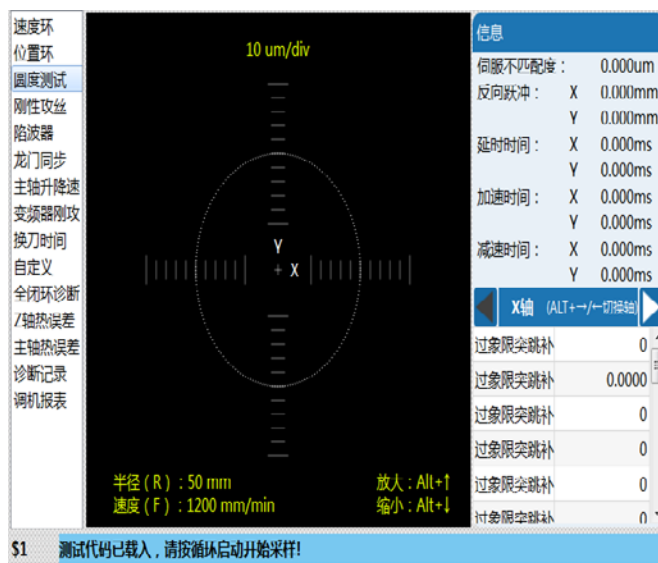 速度环
位置环
圆度测试
刚性攻丝
陷波器
龙门同步
主轴升降速
变频器刚攻
换刀时间
自定义
全闭环诊断
Z轴热误差
主轴热误差
诊断记录
调机报表
10 um/div
Y
X
半径 ( R ) : 50 mm
速度 ( F ) : 1200 mm/min
放大 : Alt+↑
缩小 : Alt+↓
信息
伺服不匹配度 : 0.000um
反向跃冲 : X 0.000mm
Y 0.000mm
延时时间 : X 0.000ms
Y 0.000ms
加速时间 : X 0.000ms
Y 0.000ms
减速时间 : X 0.000ms
Y 0.000ms
X轴 (ALT+→/←切换轴)
过象限突跳补 0
过象限突跳补 0.0000
过象限突跳补 0
过象限突跳补 0
过象限突跳补 0
过象限突跳补 0
$1 测试代码已载入，请按循环启动开始采样!